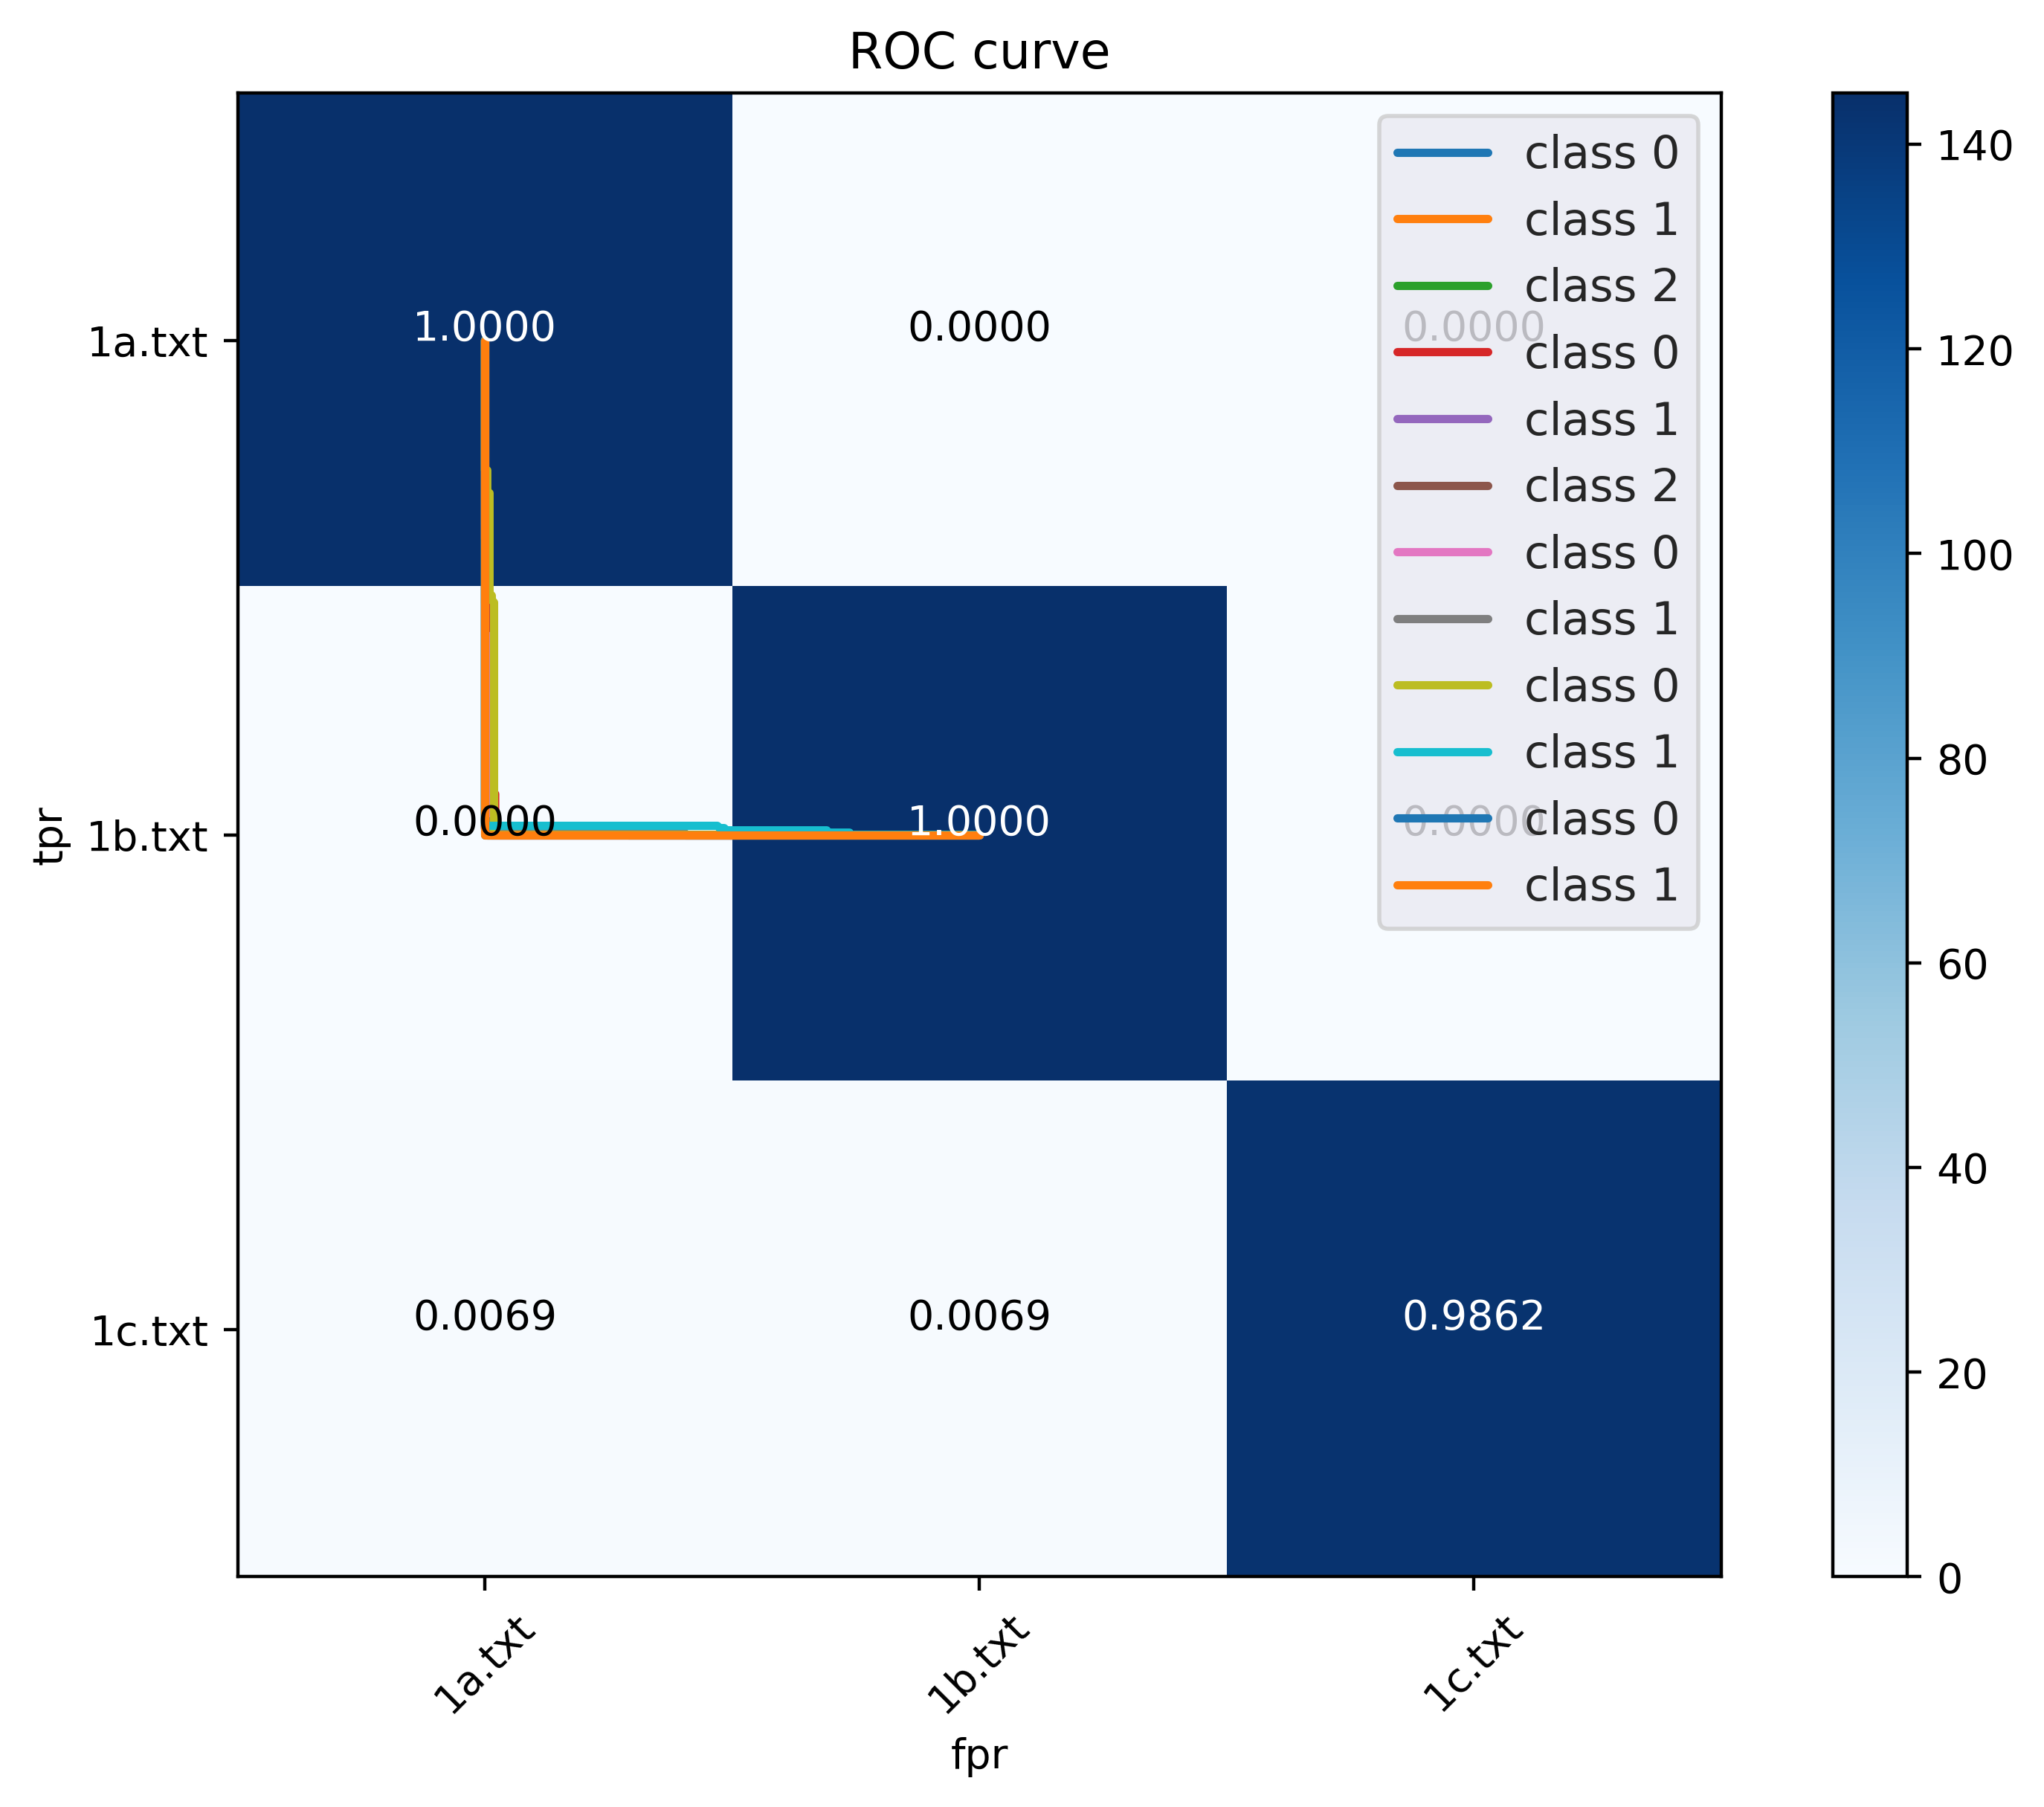 ROC curve
class 0
class 1
class 2
class 0
class 1
class 2
class 0
class 1
class 0
class 1
class 0
class 1
1.0000 0.0000 0.0000
0.0000 1.0000 0.0000
0.0069 0.0069 0.9862
1a.txt
1b.txt
1c.txt
tpr
1a.txt 1b.txt 1c.txt
fpr
140
120
100
80
60
40
20
0